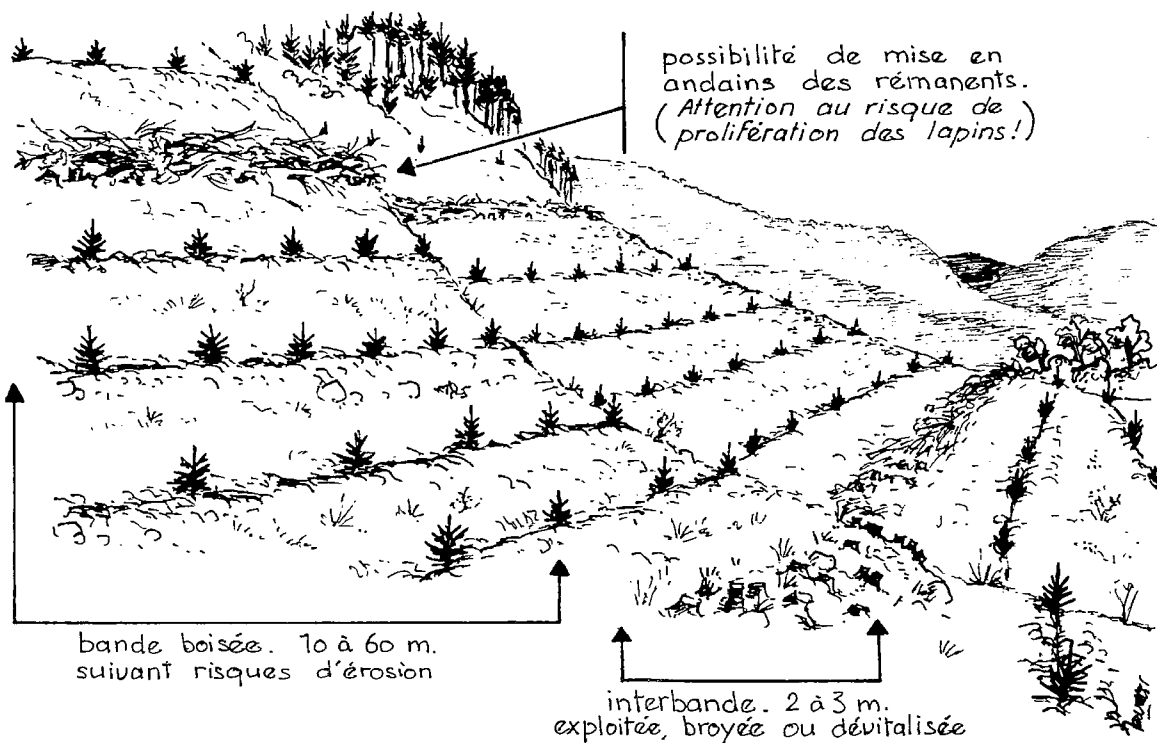 possibilité de mise en
andains des rémanents.
(Attention au risque de
prolifération des lapins!)
bande boisée. 10 à 60 m.
suivant risques d'érosion
interbande. 2 à 3 m.
exploitée, broyée ou dévitalisée